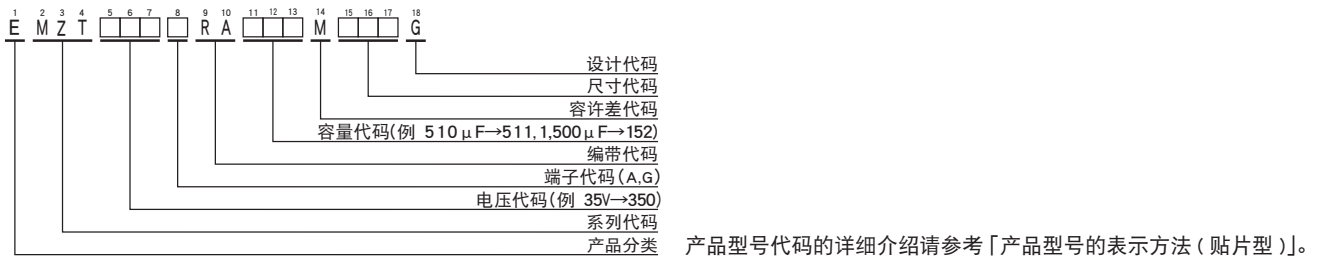 1 2 3 4 5 6 7 8 9 10 11 12 13 14 15 16 17 18
E MZT□□□□RA□□□M□□□G
设计代码
尺寸代码
容许差代码
容量代码(例 510μF→511,1,500μF→152)
编带代码
端子代码(A,G)
电压代码(例 35V→350)
系列代码
产品分类
产品型号代码的详细介绍请参考「产品型号的表示方法(贴片型)」。